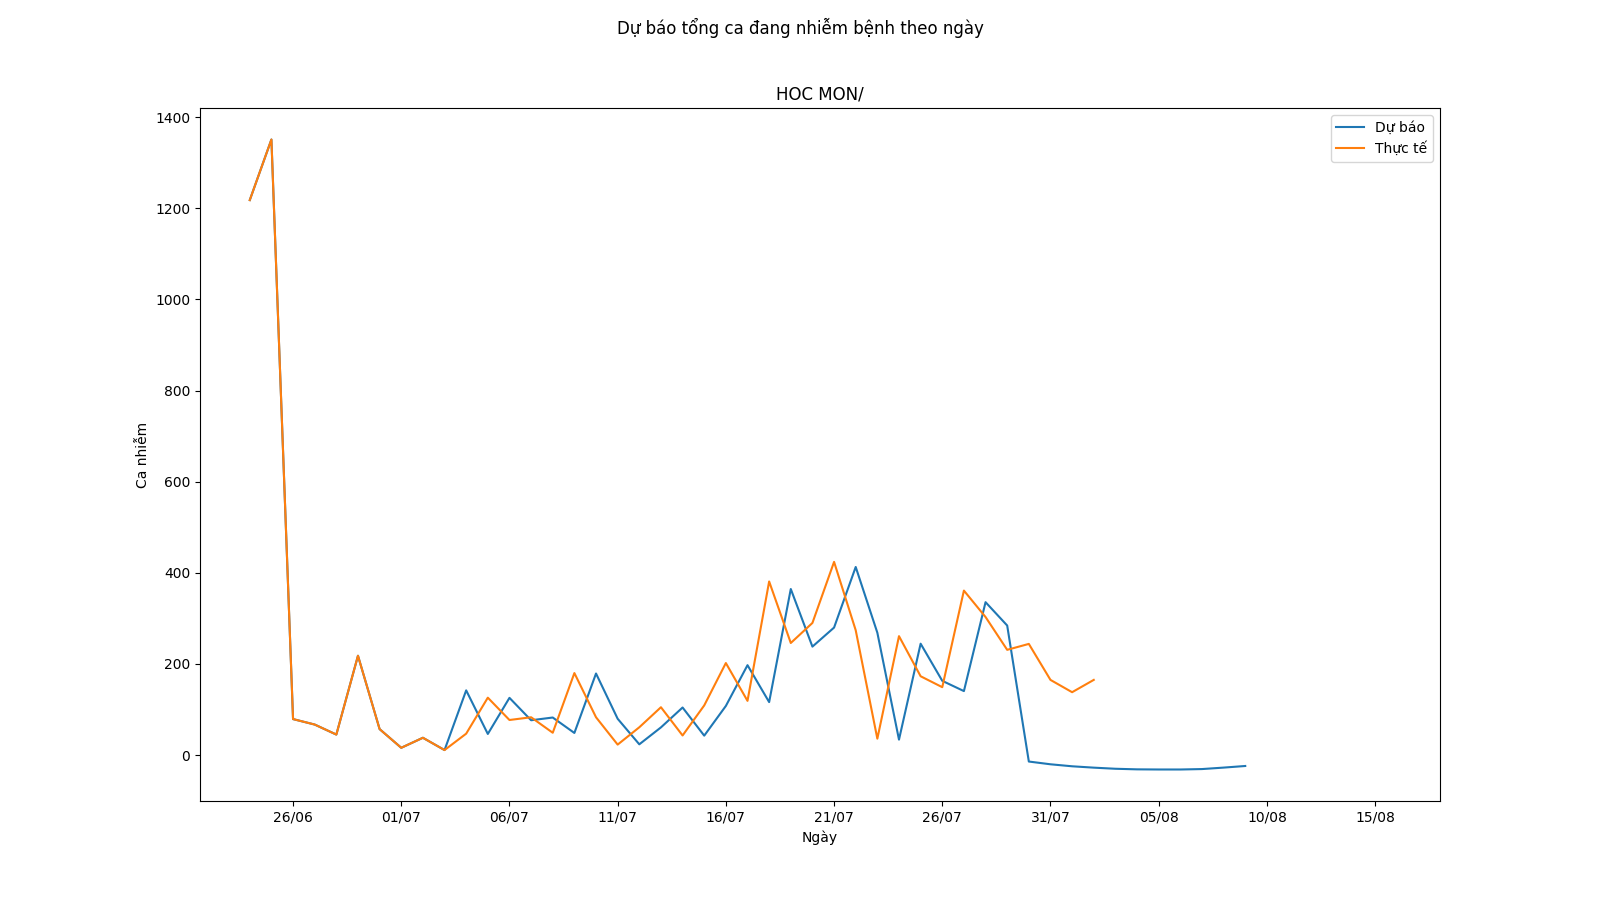 Dự báo tổng ca đang nhiễm bệnh theo ngày
HOC MON/
Dự báo
Thực tế
1400
1200
1000
800
600
400
200
0
Ca nhiễm
26/06 01/07 06/07 11/07 16/07 21/07 26/07 31/07 05/08 10/08 15/08
Ngày